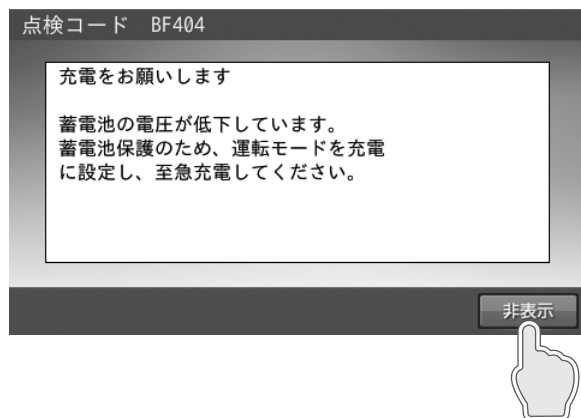 点検コード BF404
充電をお願いします
蓄電池の電圧が低下しています。
蓄電池保護のため、運転モードを充電
に設定し、至急充電してください。
非表示